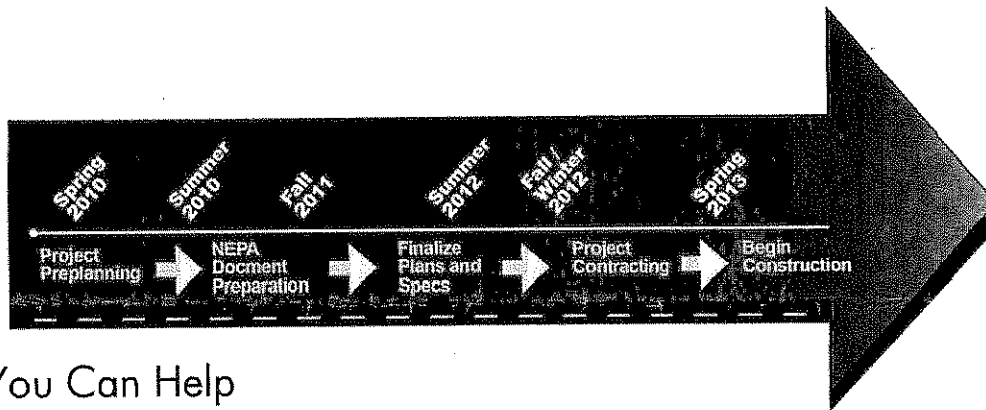 Spring
2010
Summer
2010
Fall
2011
Summer
2012
Fall /
Winter
2012
Spring
2013
Project
Preplanning
NEPA
Docment
Preparation
Finalize
Plans and
Specs
Project
Contracting
Begin
Construction
You Can Help